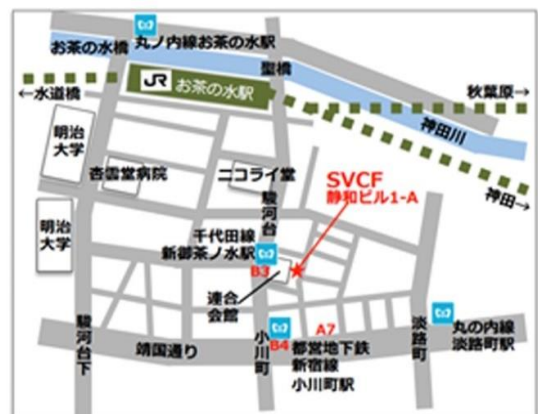 丸ノ内線お茶の水駅
お茶の水橋
聖橋
JR お茶の水駅
←水道橋
秋葉原→
神田川
神田→
明治
大学
杏雲堂病院
ニコライ堂
駿河台
SVCF
静和ビル1-A
明治
大学
千代田線
新御茶ノ水駅
B3
連合
会館
駿河台下
靖国通り
小川町
B4
A7
都営地下鉄
新宿線
小川町駅
淡路町
丸の内線
淡路町駅